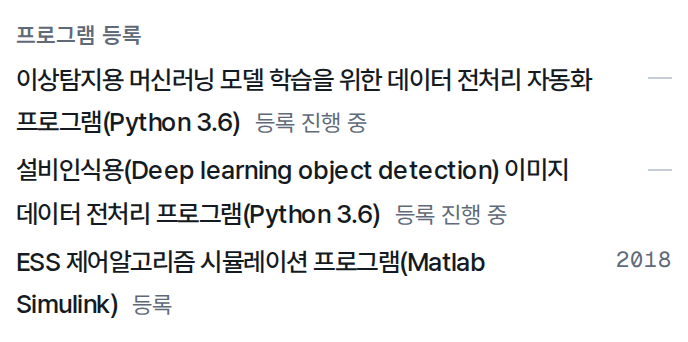 프로그램 등록
이상탐지용 머신러닝 모델 학습을 위한 데이터 전처리 자동화 —
프로그램(Python 3.6) 등록 진행 중
설비인식용(Deep learning object detection) 이미지 —
데이터 전처리 프로그램(Python 3.6) 등록 진행 중
ESS 제어알고리즘 시뮬레이션 프로그램(Matlab 2018
Simulink) 등록